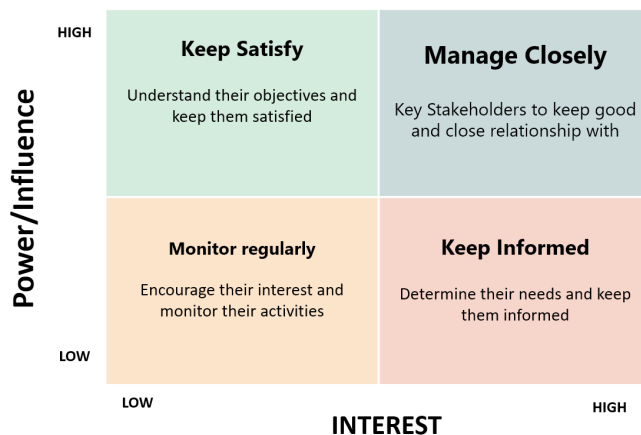 HIGH
Keep Satisfy
Understand their objectives and
keep them satisfied
Manage Closely
Key Stakeholders to keep good
and close relationship with
Power/Influence
Monitor regularly
Encourage their interest and
monitor their activities
Keep Informed
Determine their needs and keep
them informed
LOW
LOW
HIGH
INTEREST